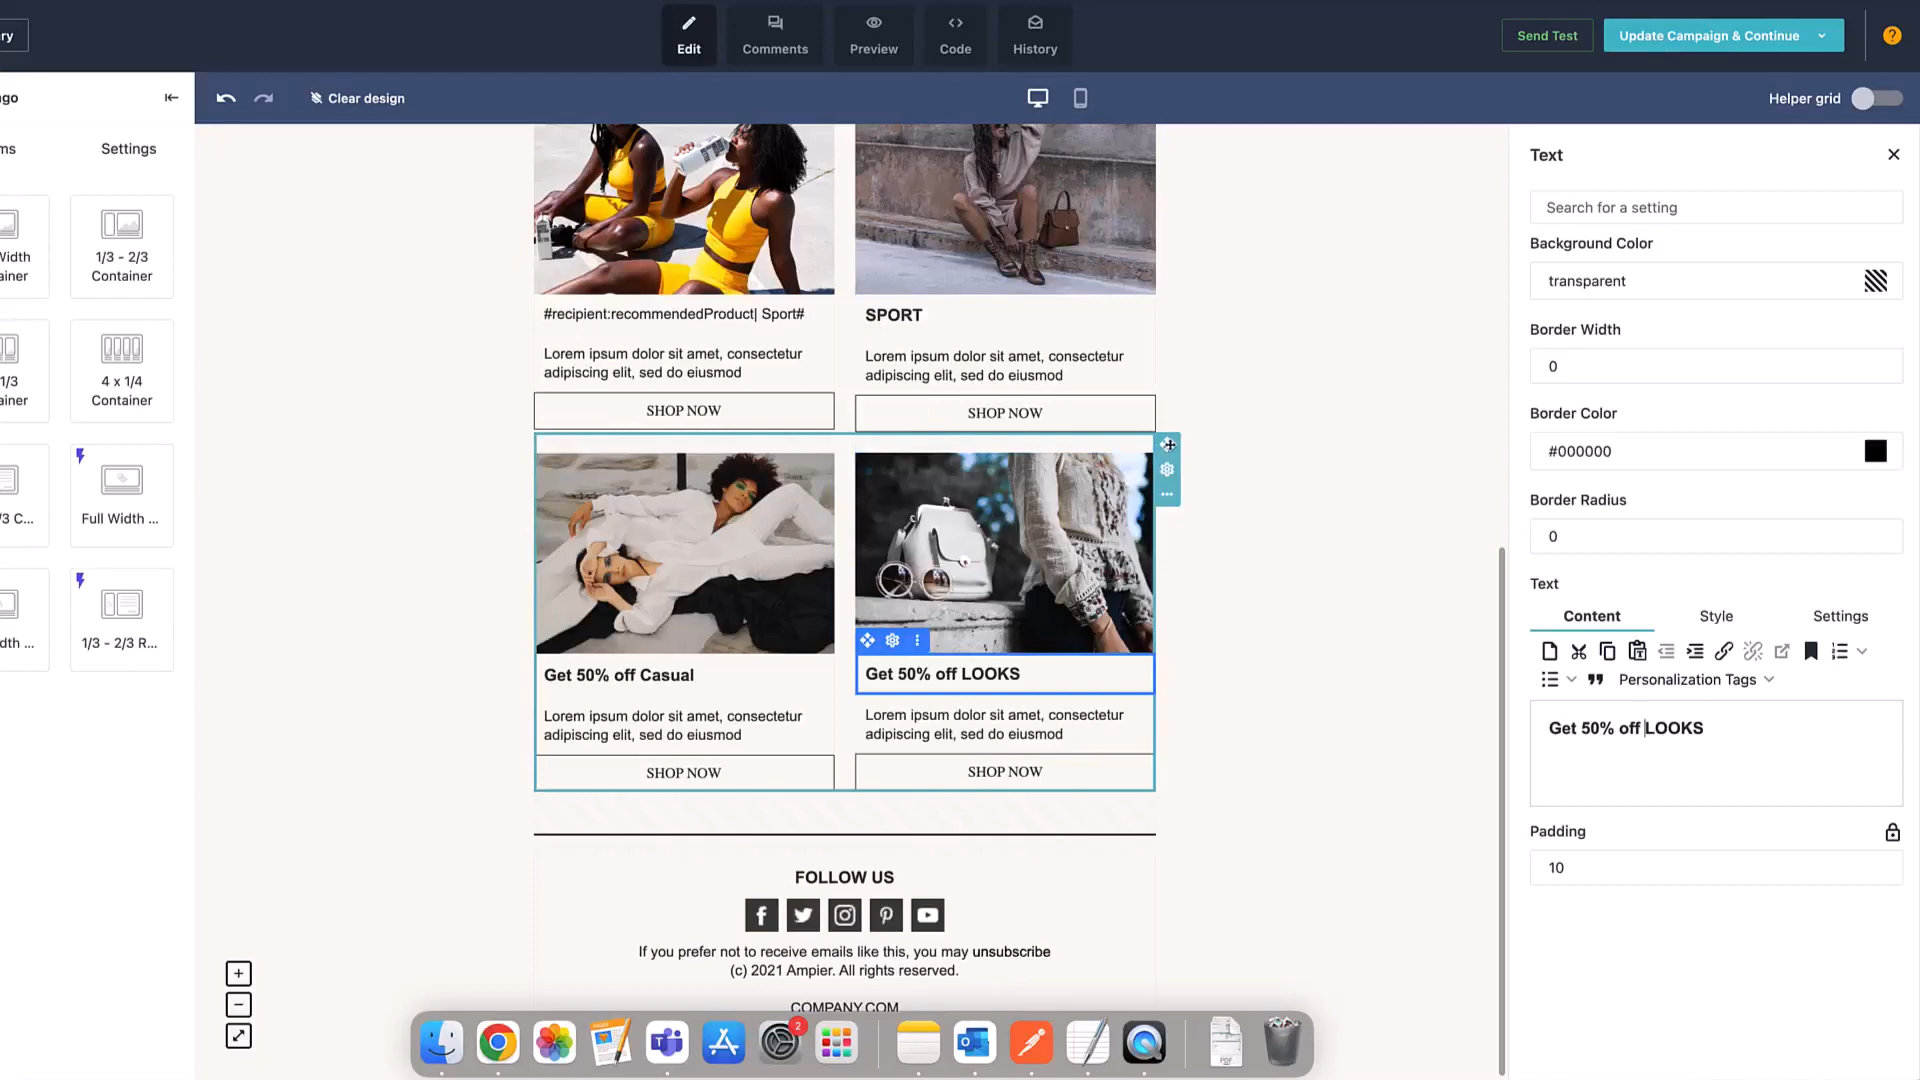 ry
Edit
Comments
Preview
Code
History
Send Test
Update Campaign & Continue
?
go
Clear design
Helper grid
ms
Settings
Width
ainer
1/3 - 2/3
Container
1/3
ainer
4 x 1/4
Container
/3 C...
Full Width ...
dth ...
1/3 - 2/3 R...
#recipient:recommendedProduct| Sport#
Lorem ipsum dolor sit amet, consectetur
adipiscing elit, sed do eiusmod
SHOP NOW
SPORT
Lorem ipsum dolor sit amet, consectetur
adipiscing elit, sed do eiusmod
SHOP NOW
Get 50% off Casual
Lorem ipsum dolor sit amet, consectetur
adipiscing elit, sed do eiusmod
SHOP NOW
Get 50% off LOOKS
Lorem ipsum dolor sit amet, consectetur
adipiscing elit, sed do eiusmod
SHOP NOW
FOLLOW US
If you prefer not to receive emails like this, you may unsubscribe
(c) 2021 Ampier. All rights reserved.
COMPANY.COM
Text
Search for a setting
Background Color
transparent
Border Width
0
Border Color
#000000
Border Radius
0
Text
Content
Style
Settings
Personalization Tags
Get 50% off LOOKS
Padding
10
2
PDF